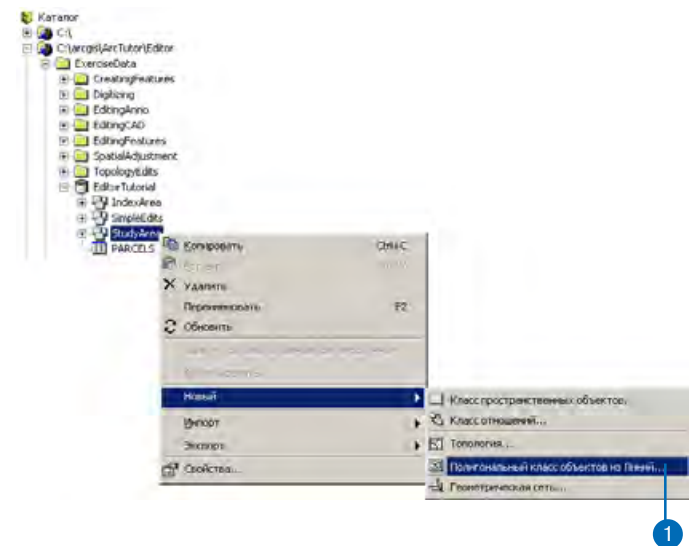 Каталог
C:\
C:\arcgis\ArcTutor\Editor
ExerciseData
CreatingFeatures
Digitizing
EditingAnno
EditingCAD
EditingFeatures
SpatialAdjustment
TopologyEdits
EditorTutorial
IndexArea
SimpleEdits
StudyArea
PARCELS
Копировать Ctrl+C
Удалить
Переименовать F2
Обновить
Новый
Импорт
Экспорт
Свойства...
Класс пространственных объектов.
Класс отношений...
Топология...
Полигональный класс объектов из Линий...
Геометрическая сеть...
1